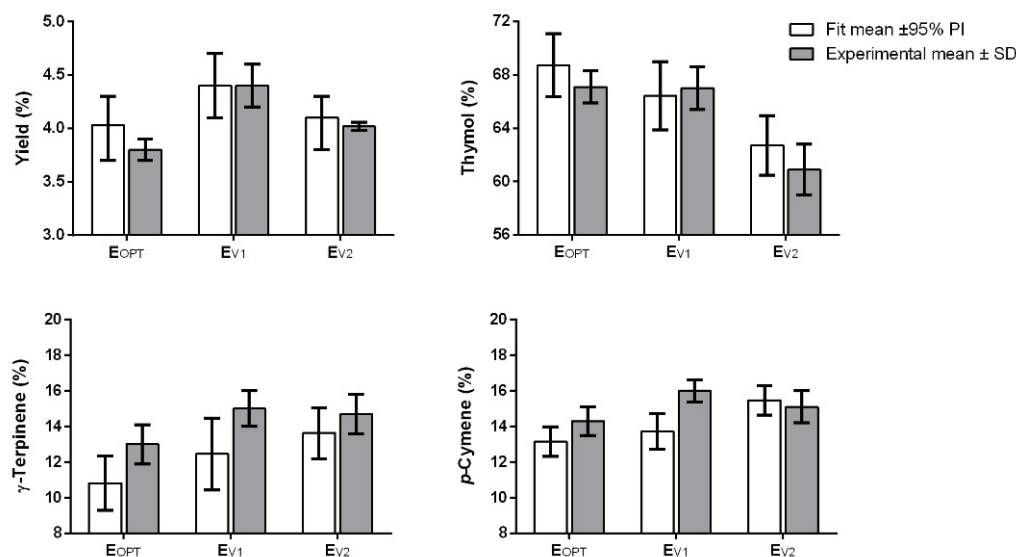 Fit mean ±95% PI
Experimental mean ± SD
Yield (%)
5.0
4.5
4.0
3.5
3.0
EOPT
EV1
EV2
Thymol (%)
68
64
60
56
EOPT
EV1
EV2
γ-Terpinene (%)
20
18
16
14
12
10
8
EOPT
EV1
EV2
p-Cymene (%)
20
18
16
14
12
10
8
EOPT
EV1
EV2